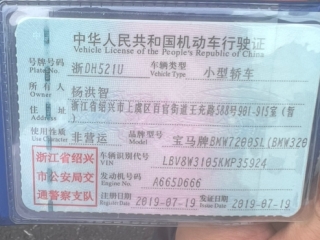 中华人民共和国机动车行驶证
Vehicle License of the People's Republic of China
号牌号码 浙DH521U 车辆类型 小型轿车
Plate No. Vehicle Type
所有人 杨洪智
Owner
住址 浙江省绍兴市上虞区百官街道王充路588号901-915室(暂
Address )
使用性质 非营运 品牌型号 宝马牌BMW7200SL(BMW320
Use Character Model
浙江省绍兴 车辆识别代号 LBV8W3105KMP35924
VIN
市公安局交 发动机号码 A665D666
Engine No.
通警察支队 注册日期 2019-07-19 发证日期 2019-07-19
Register Date Issue Date